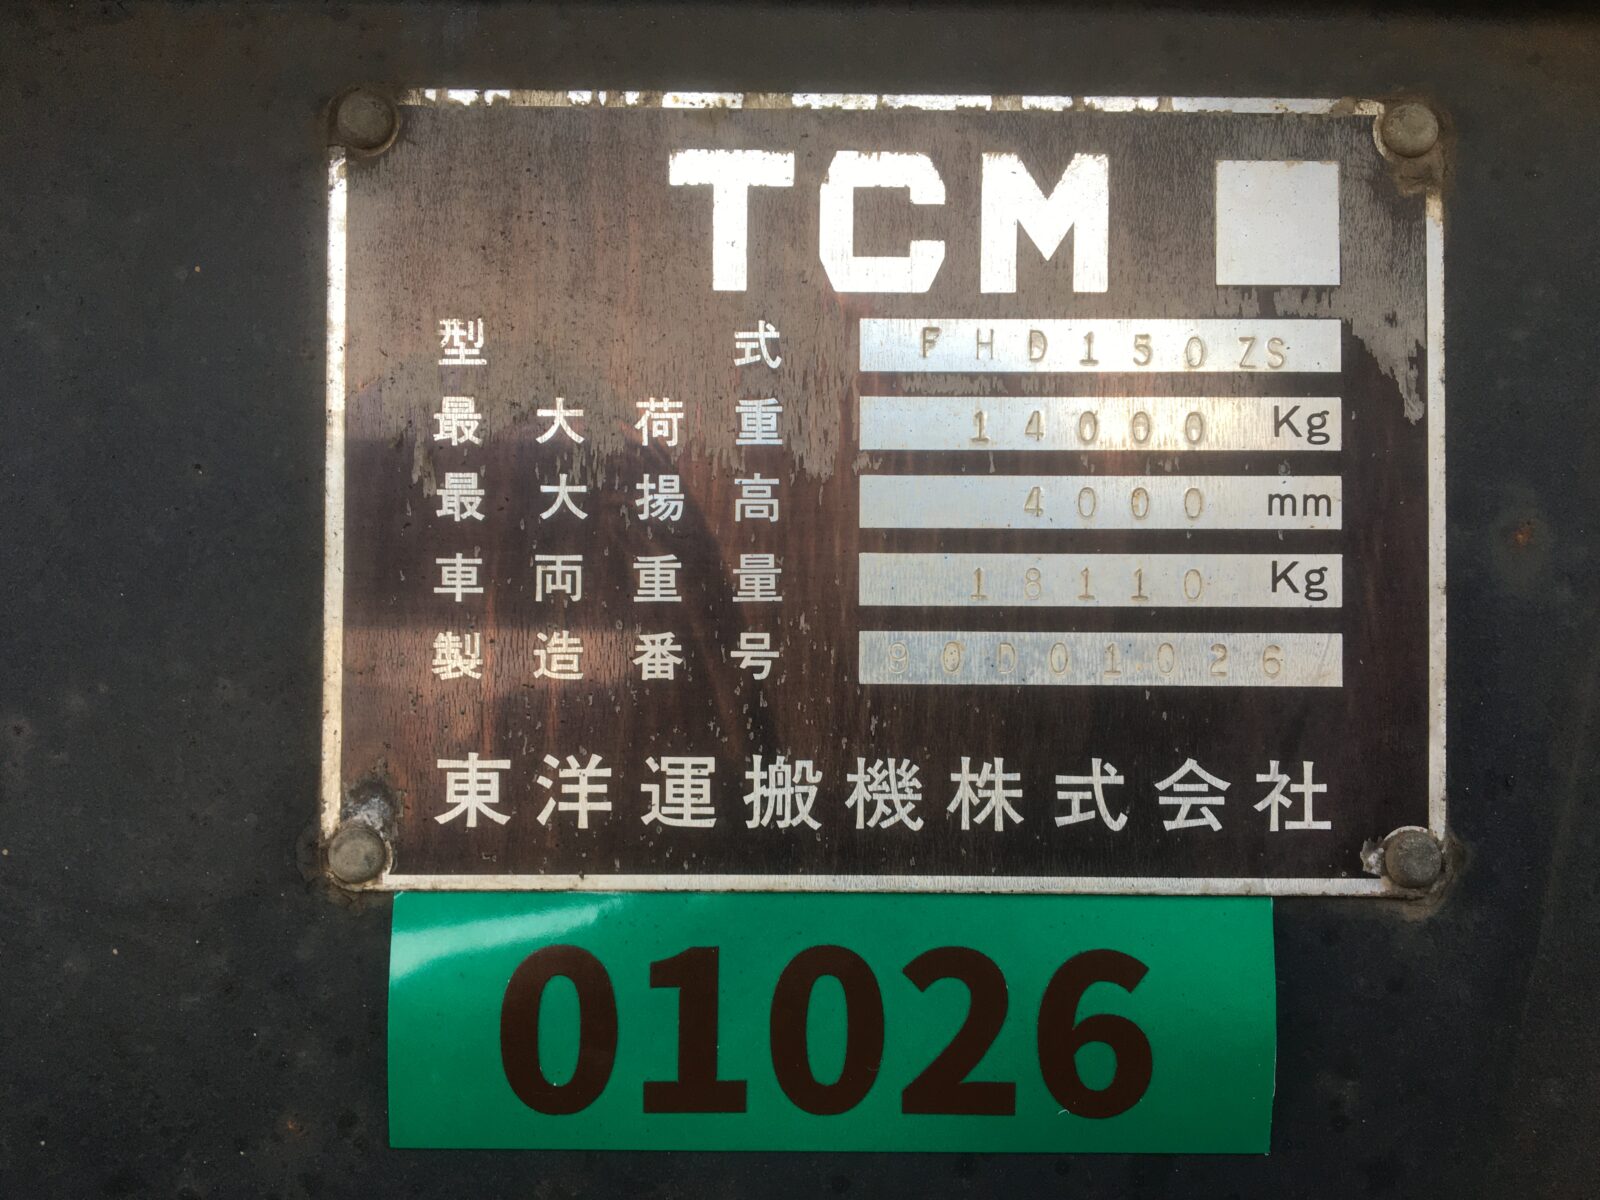 TCM
型式 FHD150ZS
最大荷重 14000 Kg
最大揚高 4000 mm
車両重量 18110 Kg
製造番号 90D01026
東洋運搬機株式会社
01026